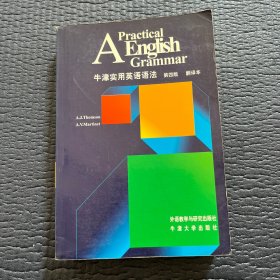 A Practical
English
Grammar
牛津实用英语语法 第四版 翻译本
A.J.Thomson
A.V.Martinet
外语教学与研究出版社
牛津大学出版社